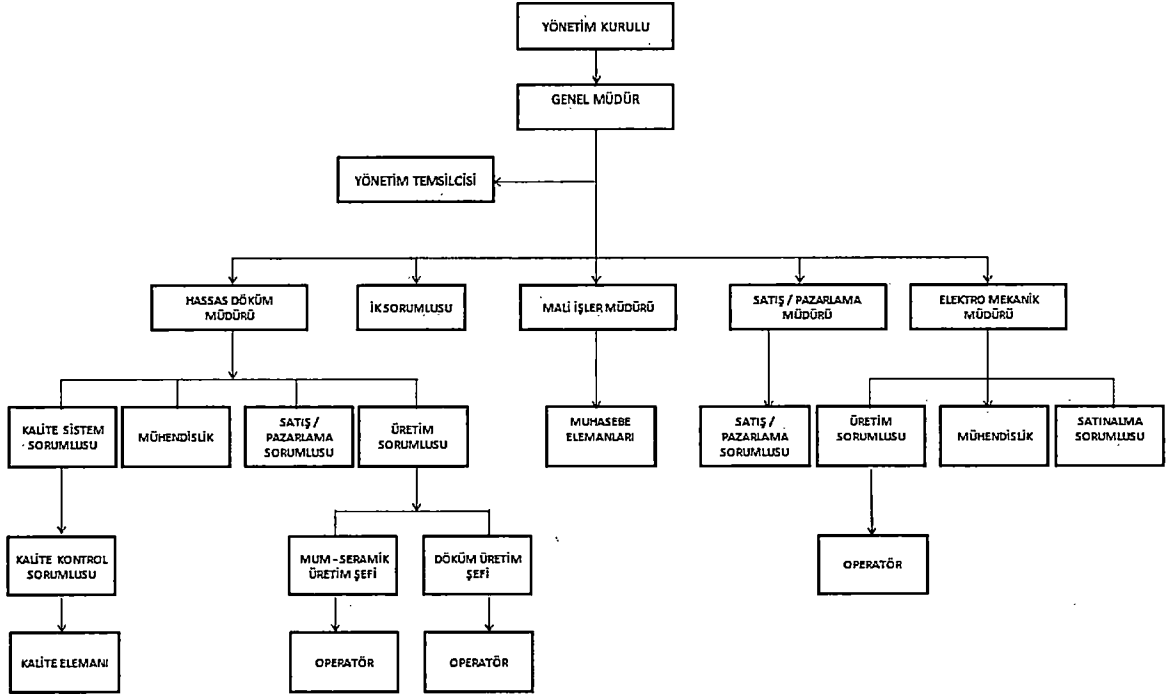 YÖNETİM KURULU
GENEL MÜDÜR
YÖNETİM TEMSİLCİSİ
HASSAS DÖKÜM
MÜDÜRÜ
İK SORUMLUSU
MALİ İŞLER MÜDÜRÜ
SATIŞ / PAZARLAMA
MÜDÜRÜ
ELEKTRO MEKANİK
MÜDÜRÜ
KALİTE SİSTEM
SORUMLUSU
MÜHENDİSLİK
SATIŞ /
PAZARLAMA
SORUMLUSU
ÜRETİM
SORUMLUSU
MUHASEBE
ELEMANLARI
SATIŞ /
PAZARLAMA
SORUMLUSU
ÜRETİM
SORUMLUSU
MÜHENDİSLİK
SATINALMA
SORUMLUSU
KALİTE KONTROL
SORUMLUSU
MUM - SERAMİK
ÜRETİM ŞEFİ
DÖKÜM ÜRETİM
ŞEFİ
OPERATÖR
KALİTE ELEMANI
OPERATÖR
OPERATÖR